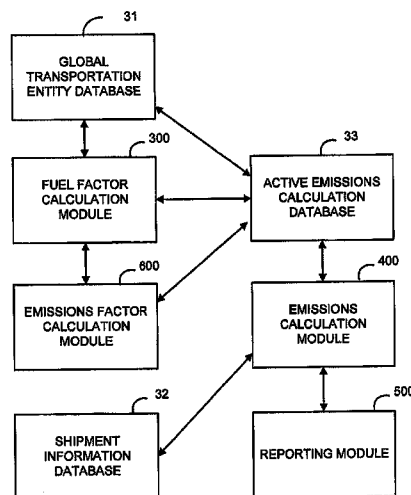 31
GLOBAL
TRANSPORTATION
ENTITY DATABASE
300
FUEL FACTOR
CALCULATION
MODULE
33
ACTIVE EMISSIONS
CALCULATION
DATABASE
600
EMISSIONS FACTOR
CALCULATION
MODULE
400
EMISSIONS
CALCULATION
MODULE
32
SHIPMENT
INFORMATION
DATABASE
500
REPORTING MODULE